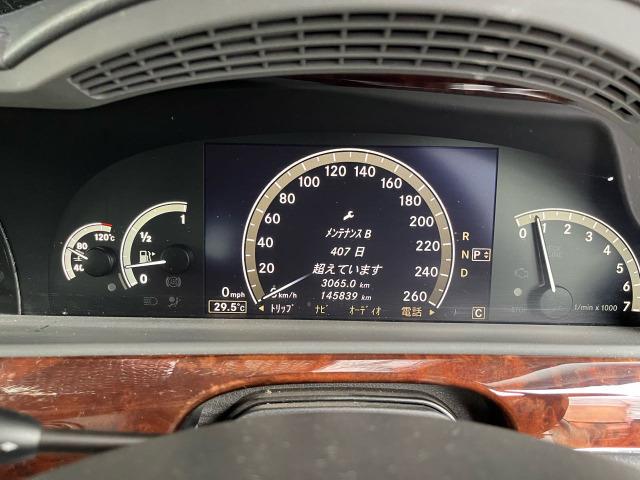 120 140
100 160
80 180
60 200
40 220
20 240
0 km/h 260
メンテナンス B
407 日
超えています
3065.0 km
145839 km
0 mph
29.5°C
◄ トリップ ナビ オーディオ 電話 ►
R
N P
D
C
120°C
80
40
1
½
0
0 1 2 3 4 5 6 7
1/min x 1000